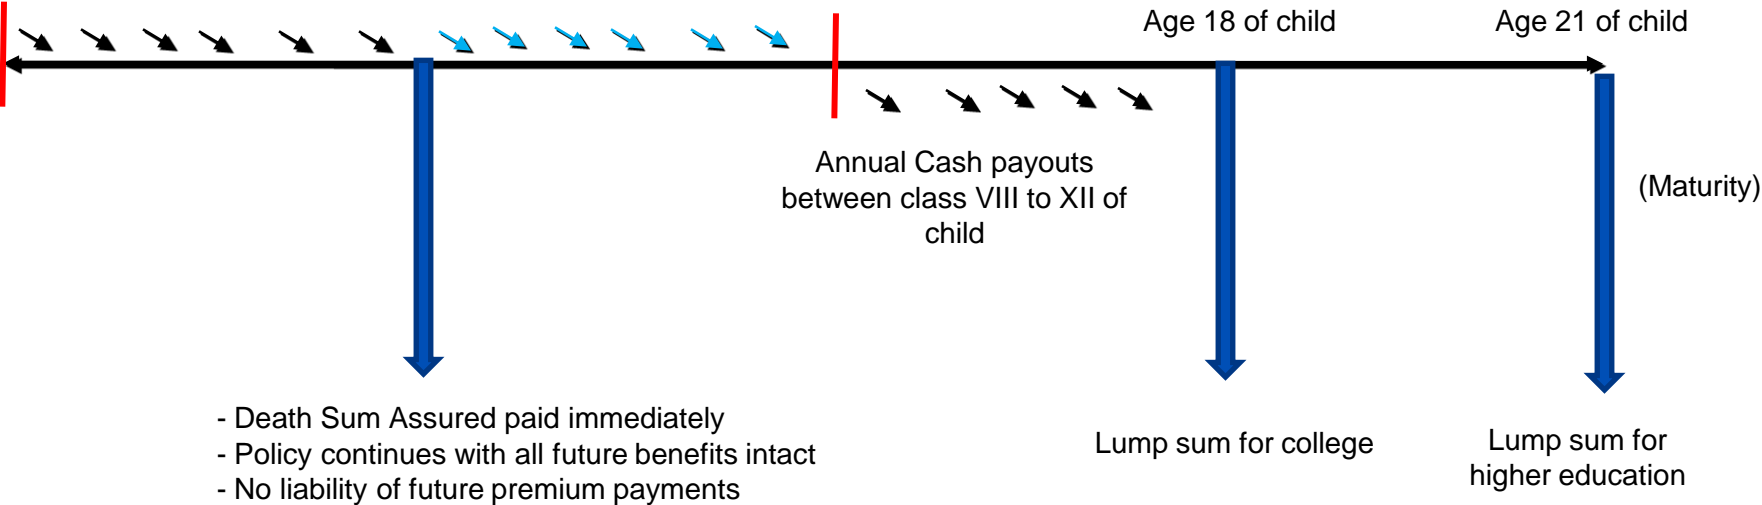 Age 18 of child
Age 21 of child
Annual Cash payouts
between class VIII to XII of
child
(Maturity)
- Death Sum Assured paid immediately
- Policy continues with all future benefits intact
- No liability of future premium payments
Lump sum for college
Lump sum for
higher education